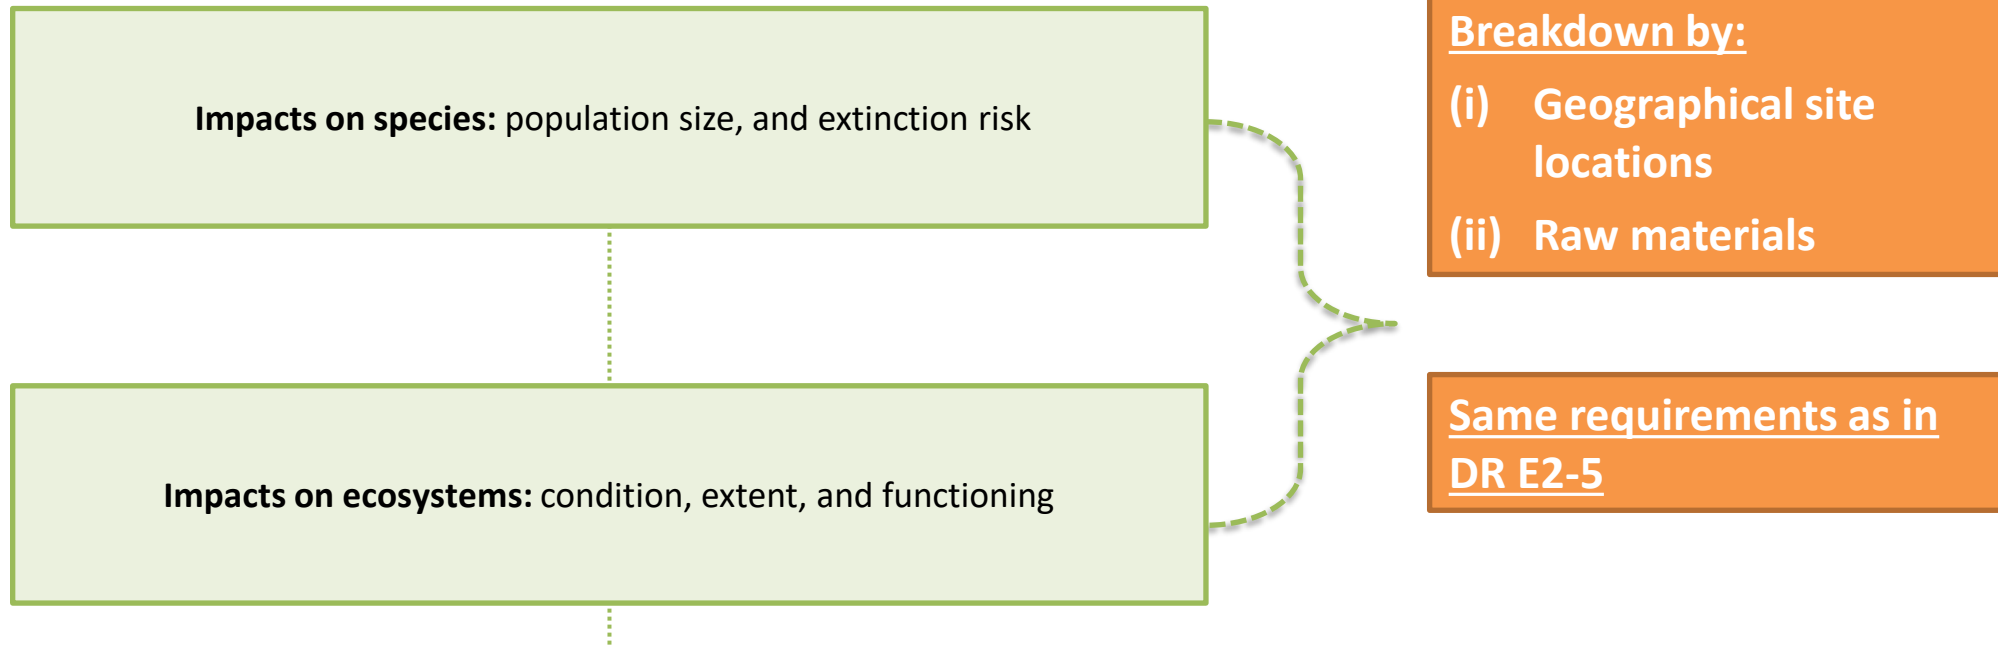 Impacts on species: population size, and extinction risk
Impacts on ecosystems: condition, extent, and functioning
Breakdown by:
(i) Geographical site
locations
(ii) Raw materials
Same requirements as in
DR E2-5